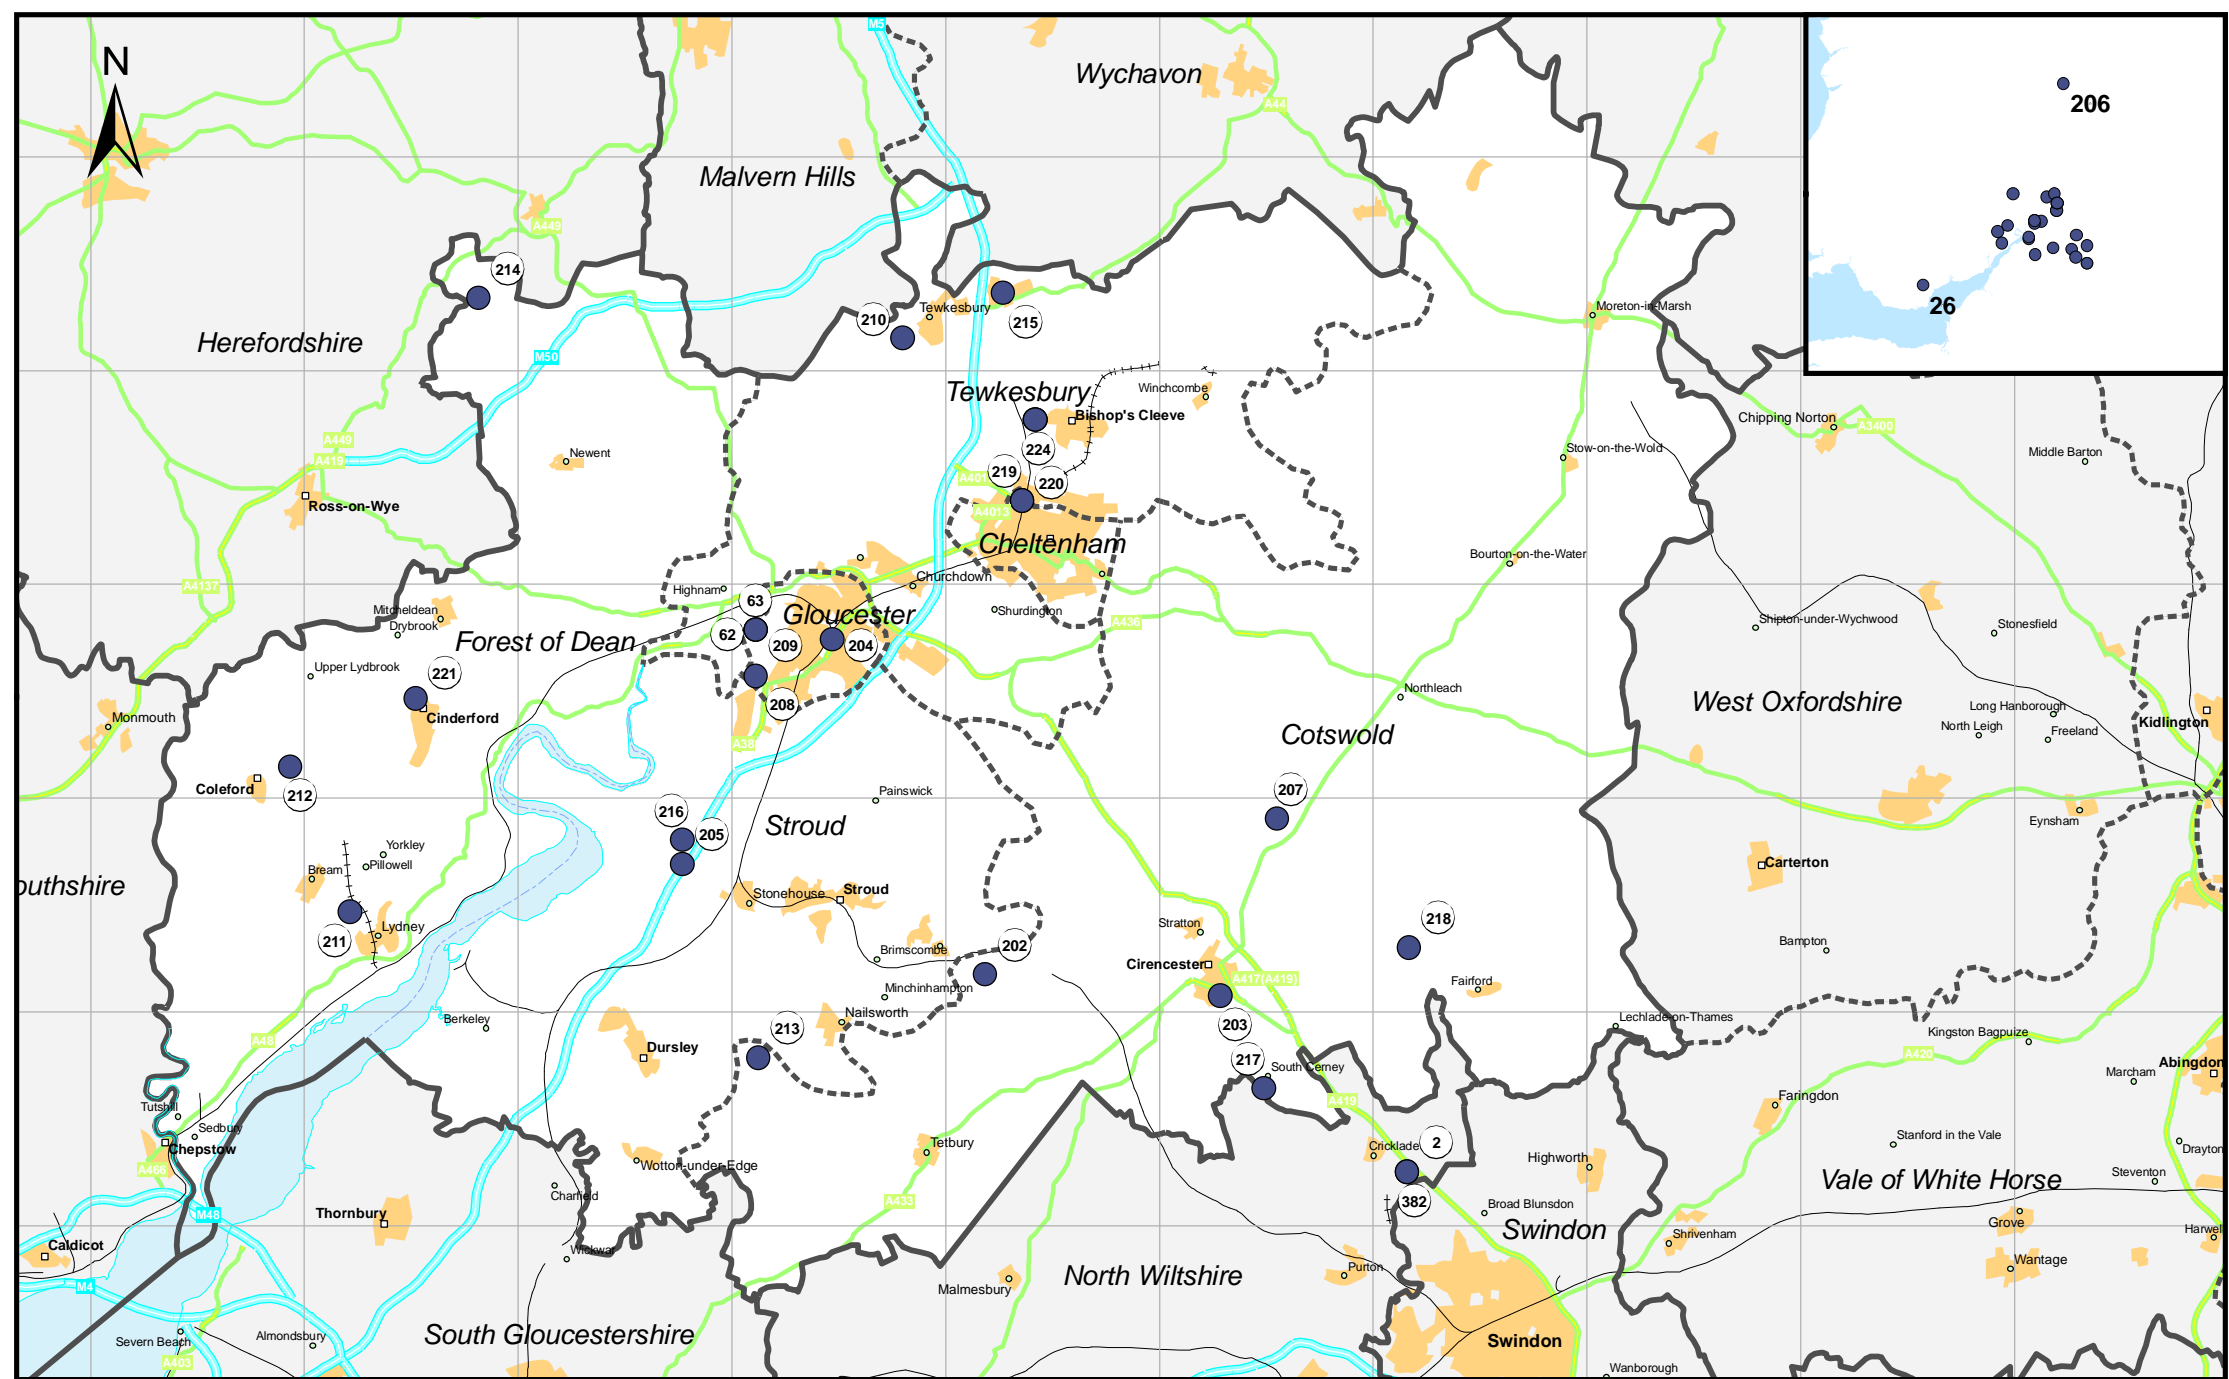 M5
N
Wychavon
A44
206
Malvern Hills
A449
214
26
210
Tewkesbury
215
Moreton-in-Marsh
Herefordshire
M50
Tewkesbury
Winchcombe
Bishop's Cleeve
Chipping Norton
A3400
A449
A419
Newent
224
Stow-on-the-Wold
Middle Barton
219
220
A401
Ross-on-Wye
A4013
Cheltenham
Bourton-on-the-Water
A4137
Highnam
Churchdown
63
Mitcheldean
Gloucester
Shurdington
Drybrook
A436
Shipton-under-Wychwood
Stonesfield
Forest of Dean
62
209
204
Upper Lydbrook
221
Northleach
West Oxfordshire
208
Long Hanborough
Monmouth
Cinderford
North Leigh
Freeland
Kidlington
A38
Cotswold
Coleford
212
Painswick
207
216
205
Stroud
Eynsham
Yorkley
Pillowell
Bream
Carterton
outhshire
Stonehouse
Stroud
211
Lydney
218
Stratton
202
Brimscombe
Bampton
Cirencester
A417(A419)
Minchinhampton
Fairford
Berkeley
Nailsworth
203
Lechlade-on-Thames
213
A48
Dursley
Kingston Bagpuize
217
South Cerney
A420
Abingdon
Marcham
Tutshill
A419
Faringdon
Sedbury
Chepstow
Tetbury
Cricklade
2
Stanford in the Vale
Drayton
A466
Wotton-under-Edge
Highworth
Steventon
Charfield
Vale of White Horse
A433
382
M48
Thornbury
Broad Blunsdon
Swindon
Grove
Shrivenham
Harwel
Caldicot
Wickwar
Wantage
M4
North Wiltshire
Purton
Malmesbury
Severn Beach
Almondsbury
South Gloucestershire
Swindon
A403
Wanborough